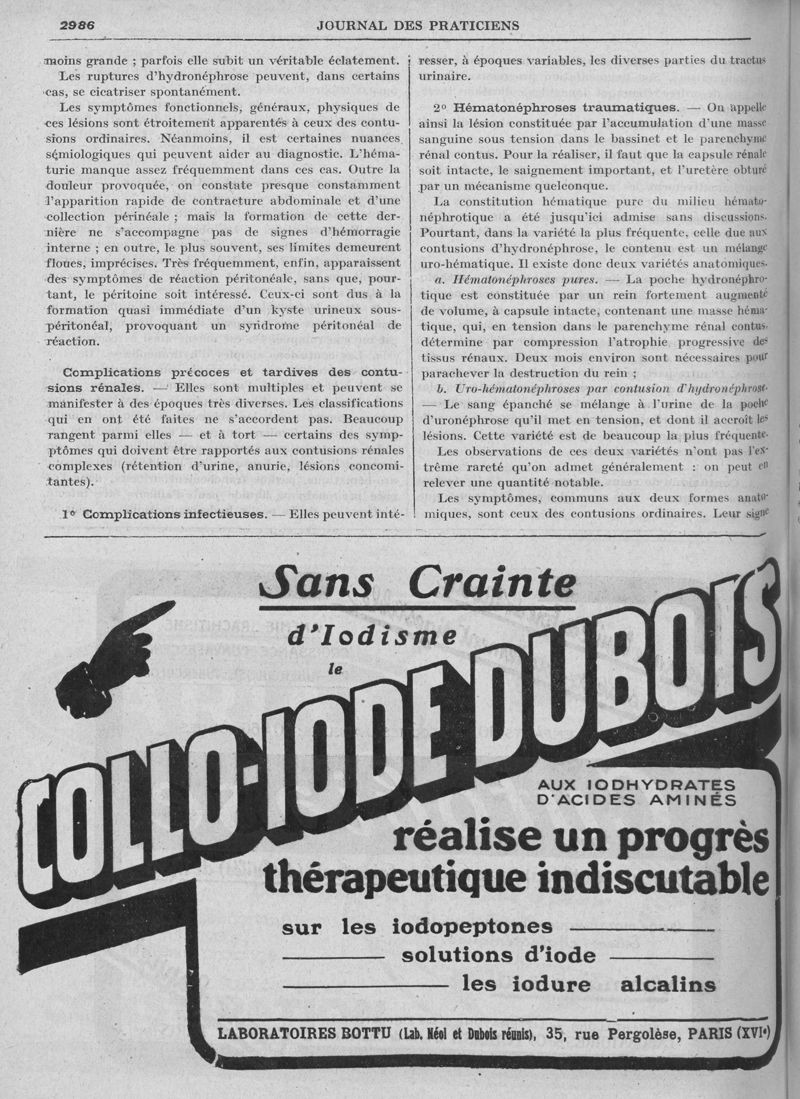 2986
JOURNAL DES PRATICIENS
moins grande ; parfois elle subit un véritable éclatement.
Les ruptures d'hydronéphrose peuvent, dans certains
cas, se cicatriser spontanément.
Les symptômes fonctionnels, généraux, physiques de
ces lésions sont étroitement apparentés à ceux des contu-
sions ordinaires. Néanmoins, il est certaines nuances
sémiologiques qui peuvent aider au diagnostic. L'héma-
turie manque assez fréquemment dans ces cas. Outre la
douleur provoquée, on constate presque constamment
l'apparition rapide de contracture abdominale et d'une
collection périnéale ; mais la formation de cette der-
nière ne s'accompagne pas de signes d'hémorragie
interne ; en outre, le plus souvent, ses limites demeurent
floues, imprécises. Très fréquemment, enfin, apparaissent
des symptômes de réaction péritonéale, sans que, pour-
tant, le péritoine soit intéressé. Ceux-ci sont dus à la
formation quasi immédiate d'un kyste urineux sous-
péritonéal, provoquant un syndrome péritonéal de
réaction.
Complications précoces et tardives des contu-
sions rénales. — Elles sont multiples et peuvent se
manifester à des époques très diverses. Les classifications
qui en ont été faites ne s'accordent pas. Beaucoup
rangent parmi elles — et à tort — certains des symp-
ptômes qui doivent être rapportés aux contusions rénales
complexes (rétention d'urine, anurie, lésions concomi-
tantes).
1º Complications infectieuses. — Elles peuvent inté-
resser, à époques variables, les diverses parties du tractus
urinaire.
2º Hématonéphroses traumatiques. — On appelle
ainsi la lésion constituée par l'accumulation d'une masse
sanguine sous tension dans le bassinet et le parenchyme
rénal contus. Pour la réaliser, il faut que la capsule rénale
soit intacte, le saignement important, et l'uretère obturé
par un mécanisme quelconque.
La constitution hématique pure du milieu hémato-
néphrotique a été jusqu'ici admise sans discussions.
Pourtant, dans la variété la plus fréquente, celle due aux
contusions d'hydronéphrose, le contenu est un mélange
uro-hématique. Il existe donc deux variétés anatomiques.
a. Hématonéphroses pures. — La poche hydronéphro-
tique est constituée par un rein fortement augmenté
de volume, à capsule intacte, contenant une masse héma-
tique, qui, en tension dans le parenchyme rénal contus,
détermine par compression l'atrophie progressive des
tissus rénaux. Deux mois environ sont nécessaires pour
parachever la destruction du rein ;
b. Uro-hématonéphroses par contusion d'hydronéphrose.
— Le sang épanché se mélange à l'urine de la poche
d'uronéphrose qu'il met en tension, et dont il accroît les
lésions. Cette variété est de beaucoup la plus fréquente.
Les observations de ces deux variétés n'ont pas l'ex-
trême rareté qu'on admet généralement : on peut en
relever une quantité notable.
Les symptômes, communs aux deux formes anato-
miques, sont ceux des contusions ordinaires. Leur signe
Sans Crainte
d'Iodisme
le
COLLO-IODE DUBOIS
AUX IODHYDRATES
D'ACIDES AMINÉS
réalise un progrès
thérapeutique indiscutable
sur les iodopeptones
solutions d'iode
les iodure alcalins
LABORATOIRES BOTTU (Lab. Néol et Dubois réunis), 35, rue Pergolèse, PARIS (XVIe)